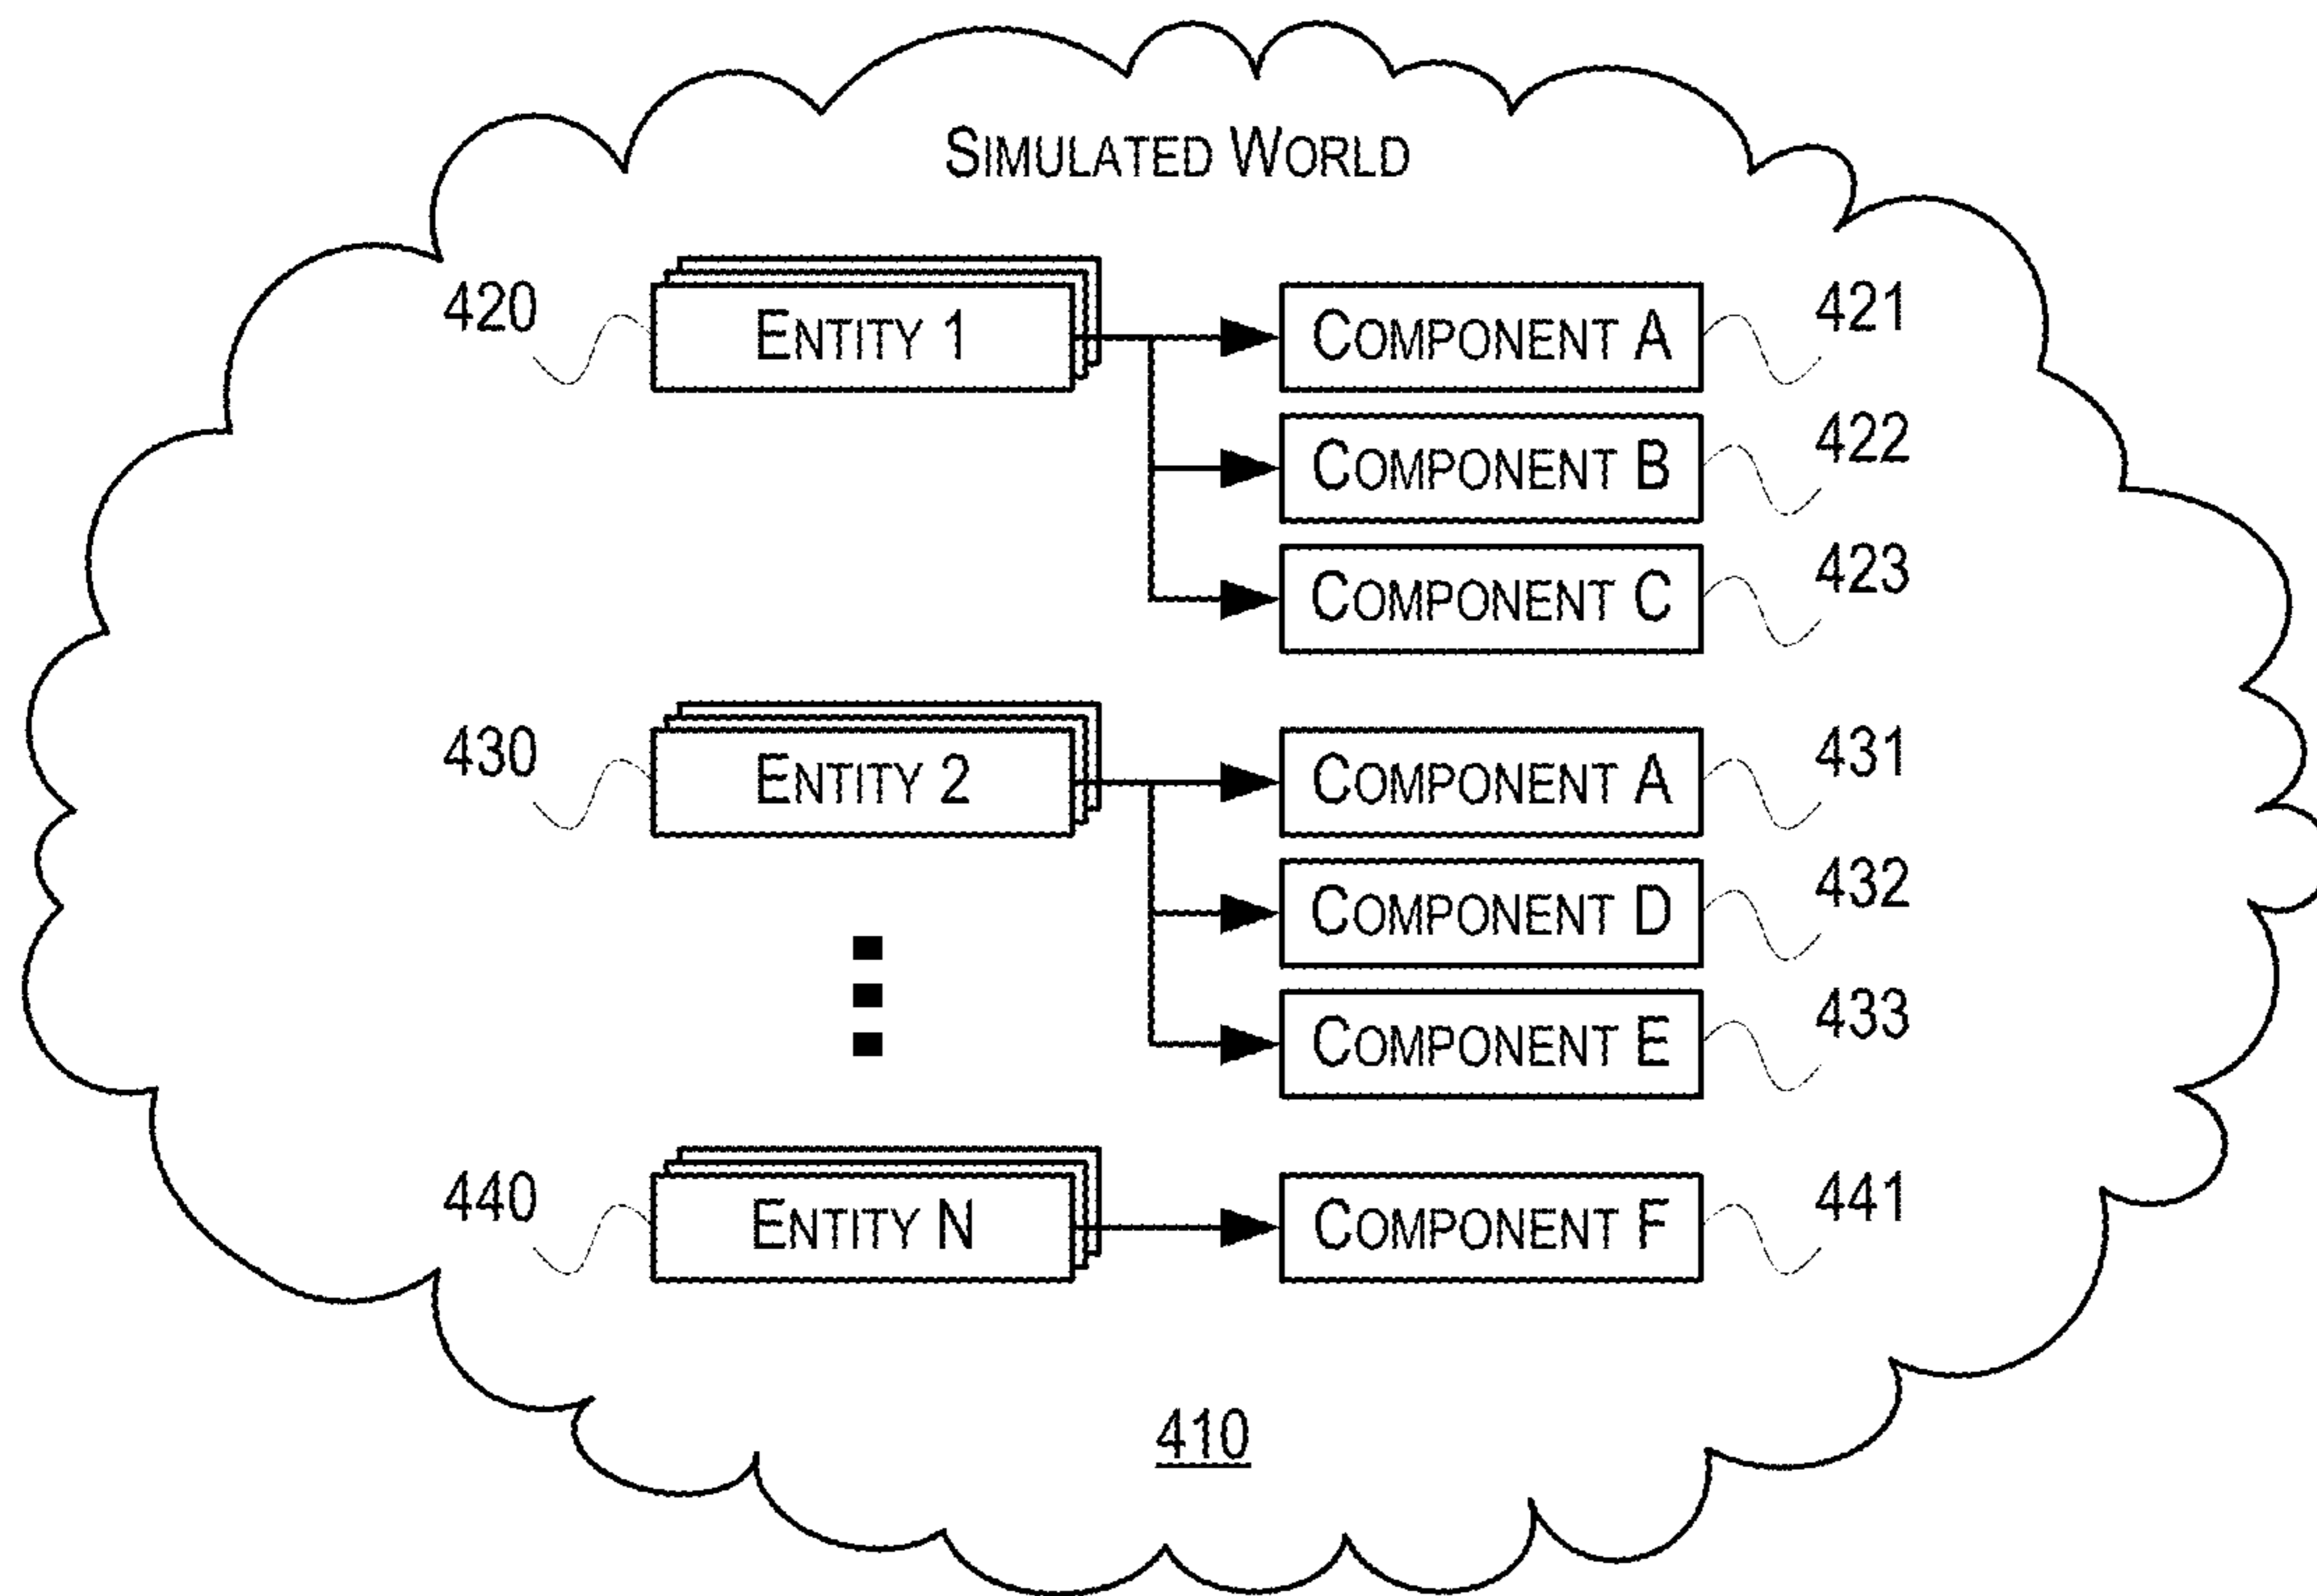 SIMULATED WORLD
420 ENTITY 1 COMPONENT A 421
COMPONENT B 422
COMPONENT C 423
430 ENTITY 2 COMPONENT A 431
COMPONENT D 432
COMPONENT E 433
440 ENTITY N COMPONENT F 441
410